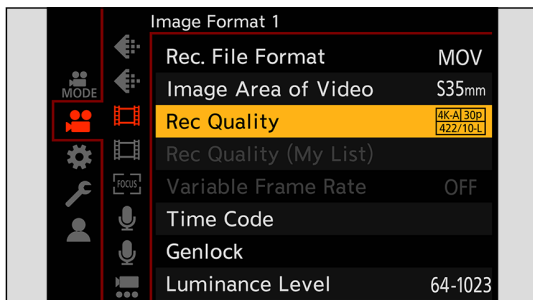 Image Format 1
Rec. File Format MOV
MODE
Image Area of Video S35mm
Rec Quality 4K-A 30p 422/10-L
Rec Quality (My List)
FOCUS
Variable Frame Rate OFF
Time Code
Genlock
Luminance Level 64-1023